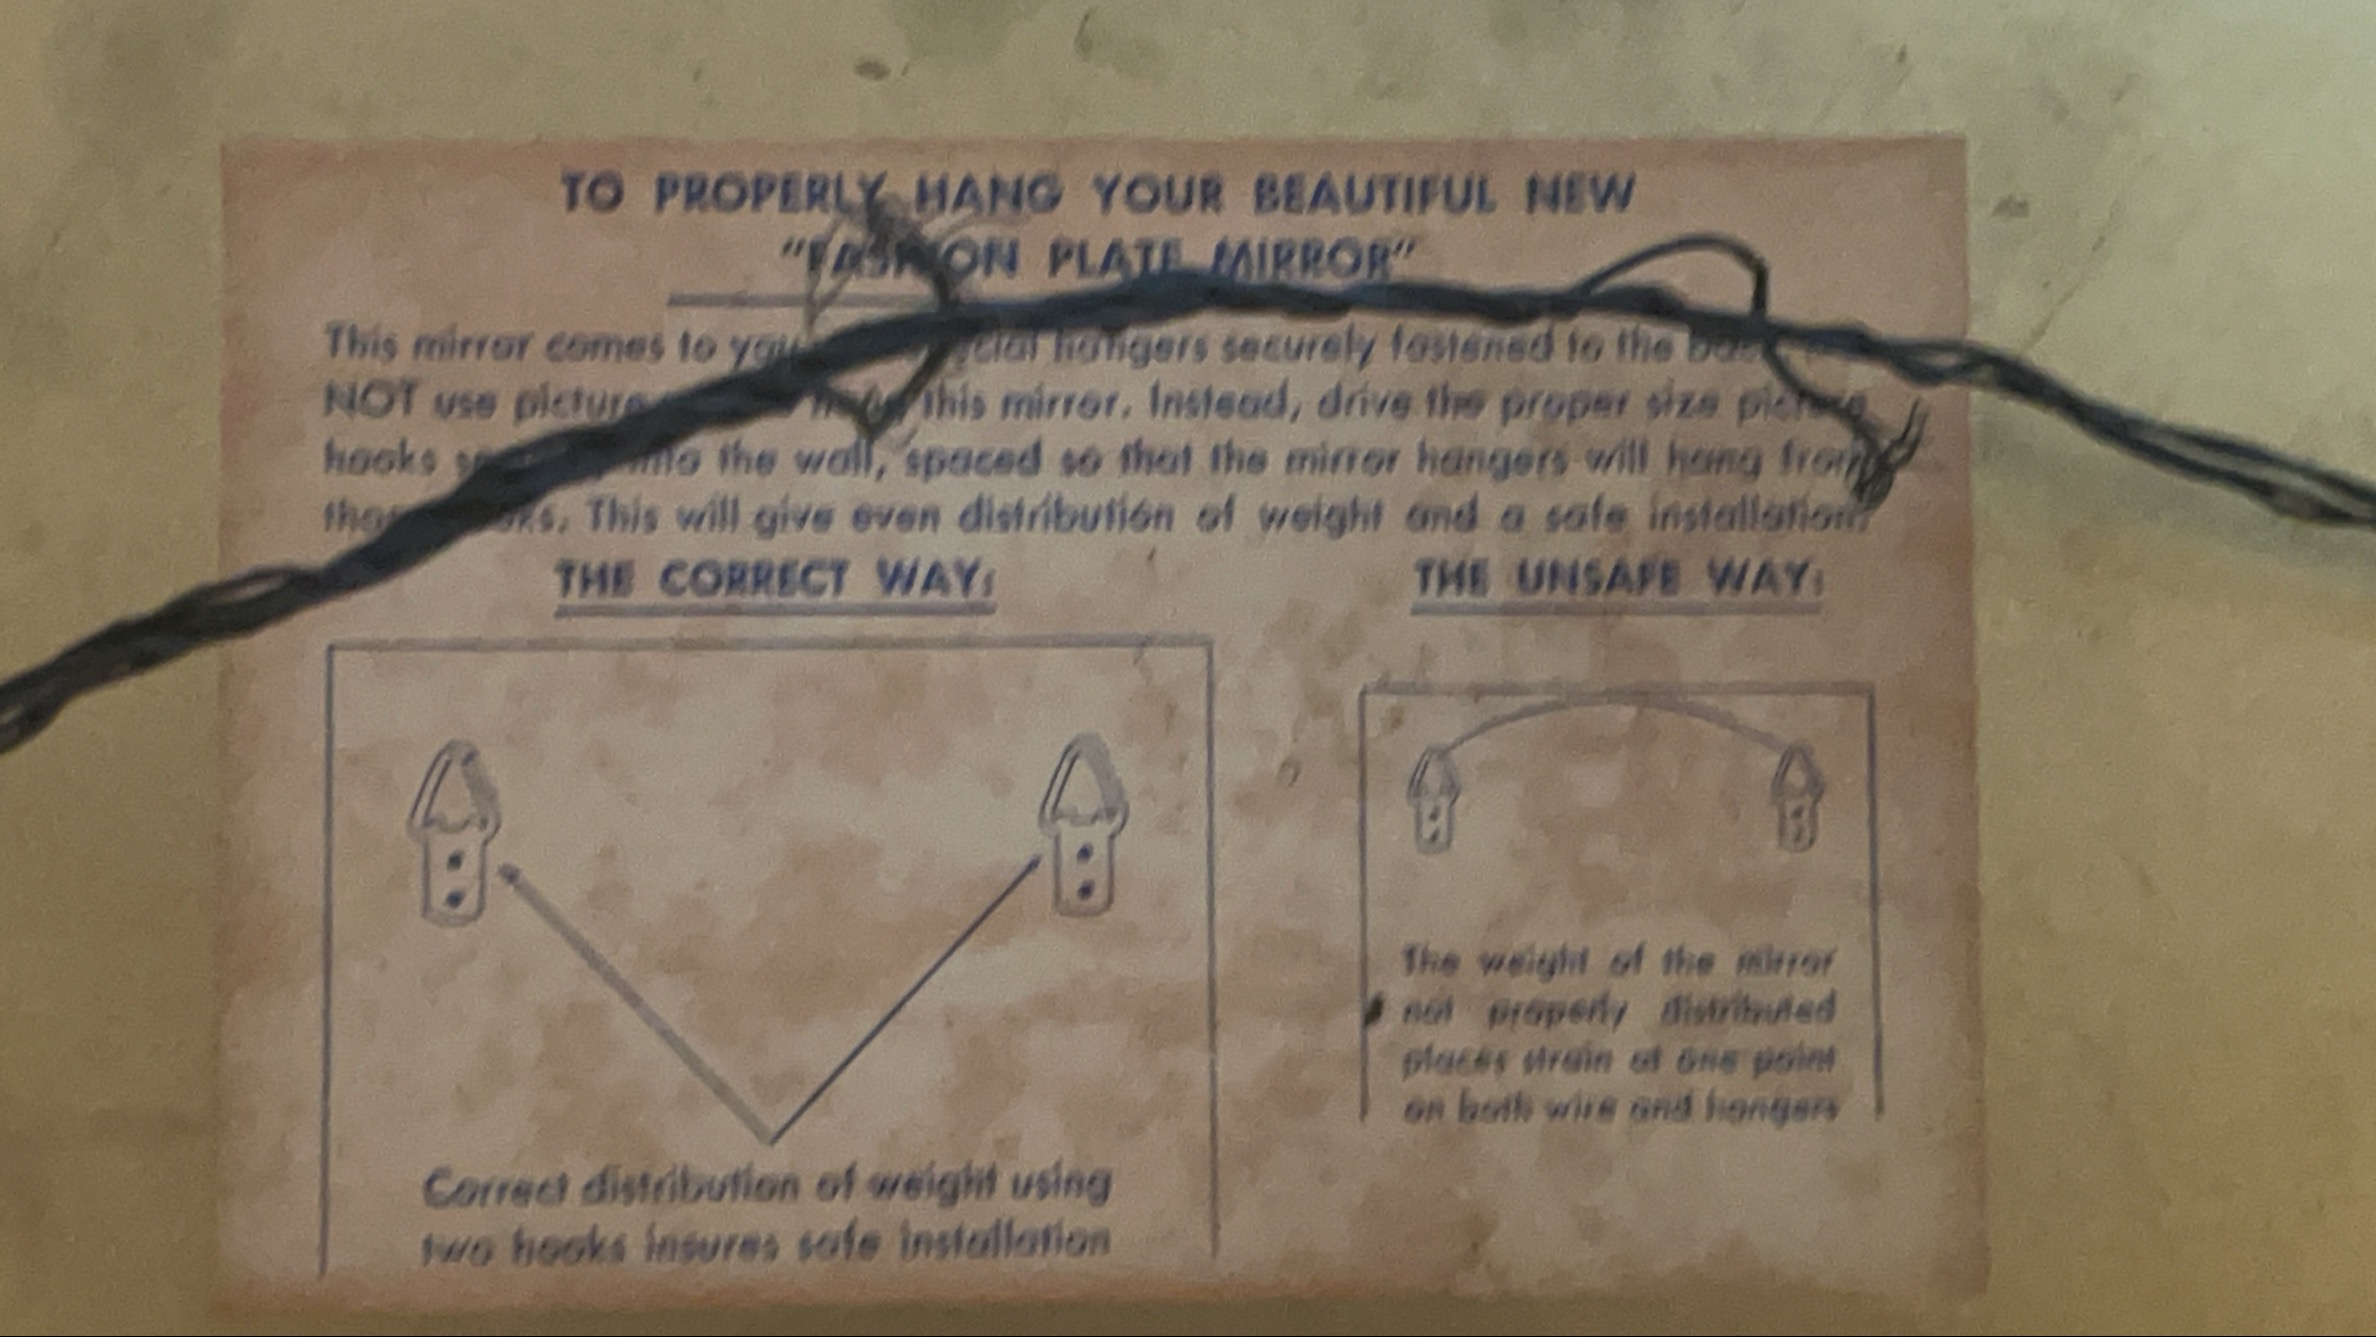 TO PROPERLY HANG YOUR BEAUTIFUL NEW
"FASHION PLATE MIRROR"
This mirror comes to you hangers securely fastened to the
NOT use picture this mirror. Instead, drive the proper size picture
hooks into the wall, spaced so that the mirror hangers will hang from
This will give even distribution of weight and a safe installation.
THE CORRECT WAY:
Correct distribution of weight using
two hooks insures safe installation
THE UNSAFE WAY:
The weight of the mirror
not properly distributed
places strain at one point
on both wire and hangers